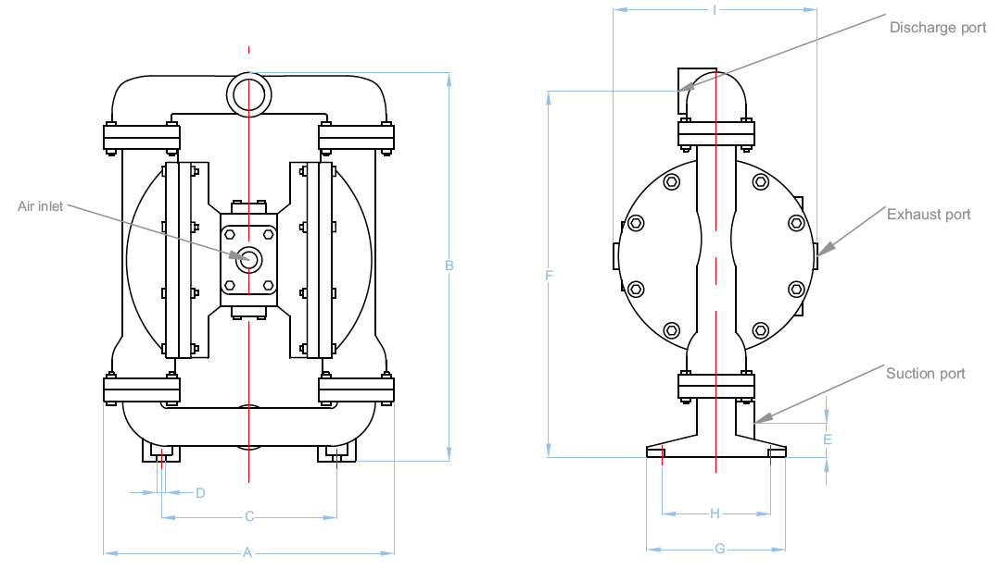 I
Discharge port
Air inlet
Exhaust port
B
F
Suction port
E
D
C
H
A
G